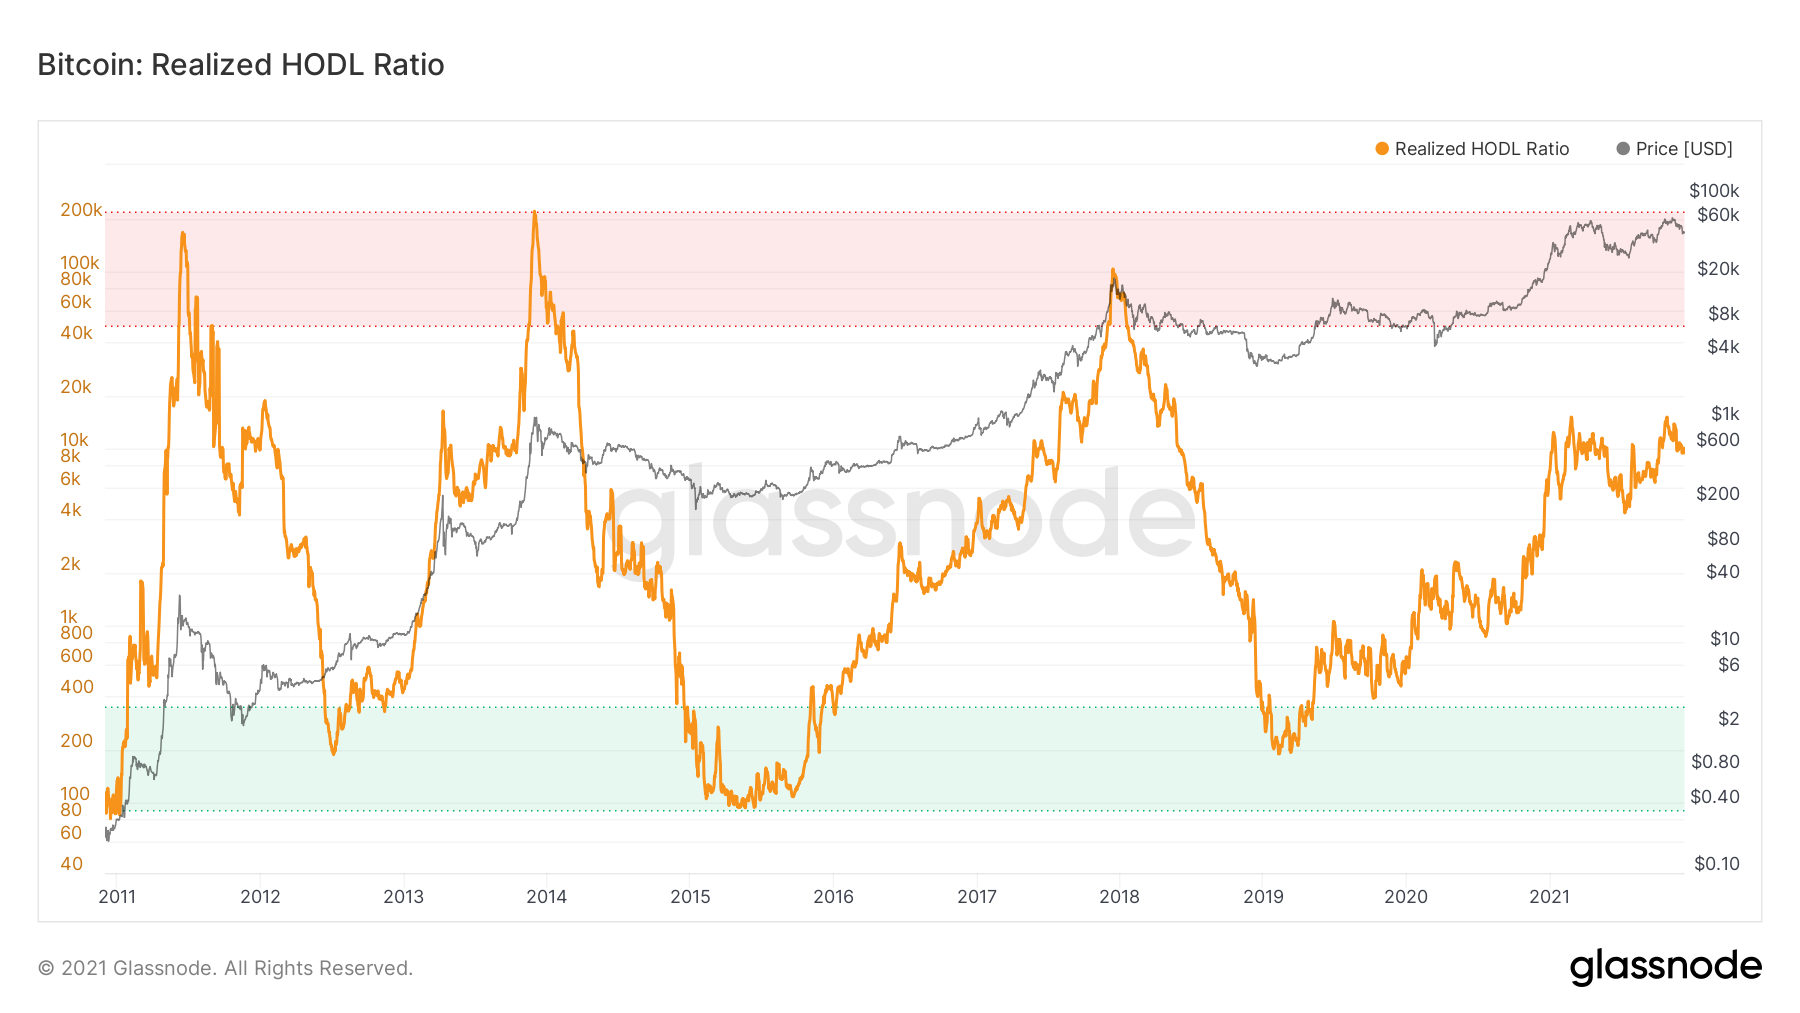 Bitcoin: Realized HODL Ratio
Realized HODL Ratio
Price [USD]
200k
100k
80k
60k
40k
20k
10k
8k
6k
4k
2k
1k
800
600
400
200
100
80
60
40
$100k
$60k
$20k
$8k
$4k
$1k
$600
$200
$80
$40
$10
$6
$2
$0.80
$0.40
$0.10
glassnode
2011 2012 2013 2014 2015 2016 2017 2018 2019 2020 2021
© 2021 Glassnode. All Rights Reserved.
glassnode